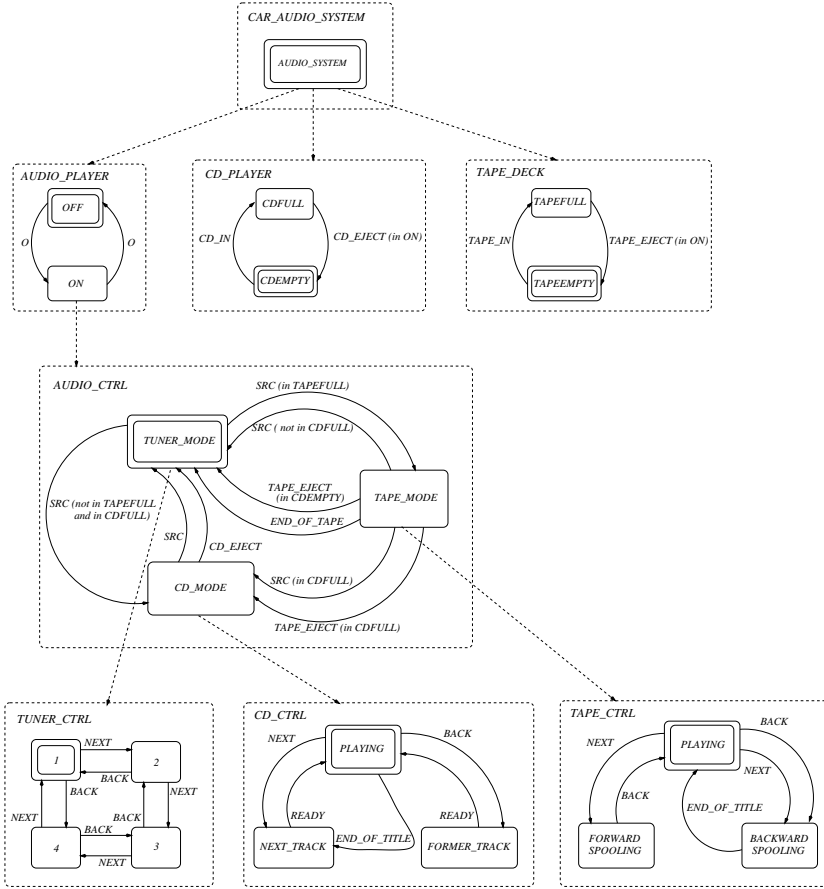 CAR_AUDIO_SYSTEM
AUDIO_SYSTEM
AUDIO_PLAYER
OFF
O
O
ON
CD_PLAYER
CDFULL
CD_IN
CD_EJECT (in ON)
CDEMPTY
TAPE_DECK
TAPEFULL
TAPE_IN
TAPE_EJECT (in ON)
TAPEEMPTY
AUDIO_CTRL
SRC (in TAPEFULL)
TUNER_MODE
SRC ( not in CDFULL)
TAPE_EJECT
(in CDEMPTY)
TAPE_MODE
SRC (not in TAPEFULL
and in CDFULL)
END_OF_TAPE
SRC
CD_EJECT
CD_MODE
SRC (in CDFULL)
TAPE_EJECT (in CDFULL)
TUNER_CTRL
1
NEXT
2
BACK
BACK
NEXT
NEXT
BACK
4
BACK
3
NEXT
CD_CTRL
NEXT
PLAYING
BACK
READY
READY
NEXT_TRACK
END_OF_TITLE
FORMER_TRACK
TAPE_CTRL
NEXT
PLAYING
BACK
NEXT
BACK
END_OF_TITLE
FORWARD
SPOOLING
BACKWARD
SPOOLING